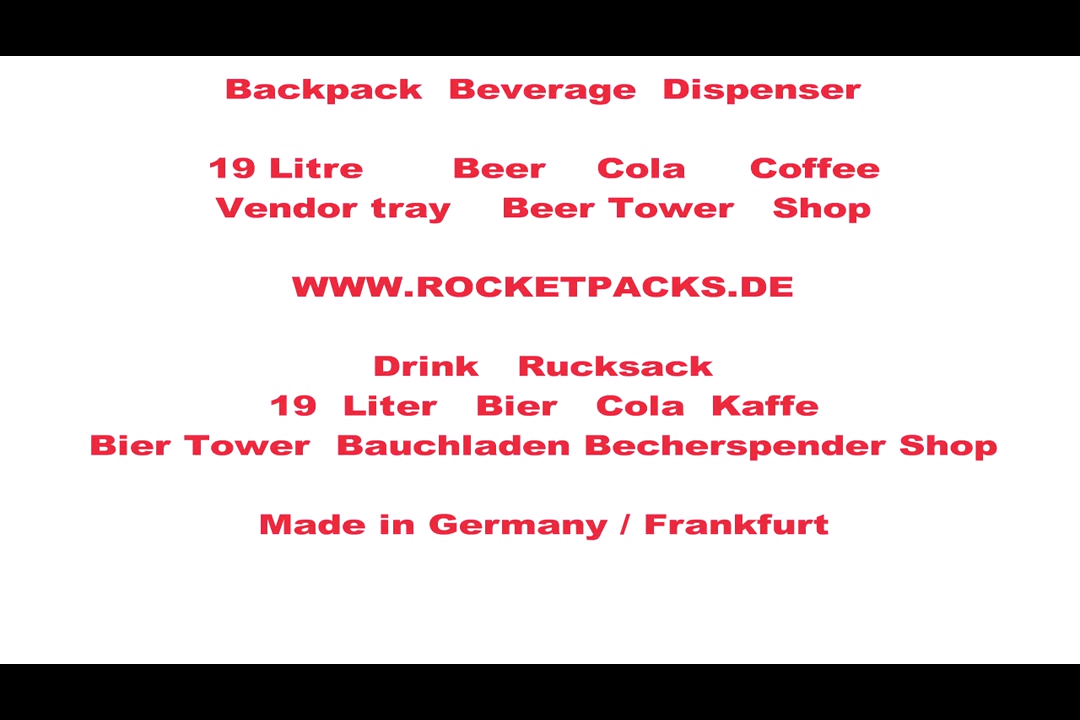 Backpack Beverage Dispenser
19 Litre Beer Cola Coffee
Vendor tray Beer Tower Shop
WWW.ROCKETPACKS.DE
Drink Rucksack
19 Liter Bier Cola Kaffe
Bier Tower Bauchladen Becherspender Shop
Made in Germany / Frankfurt